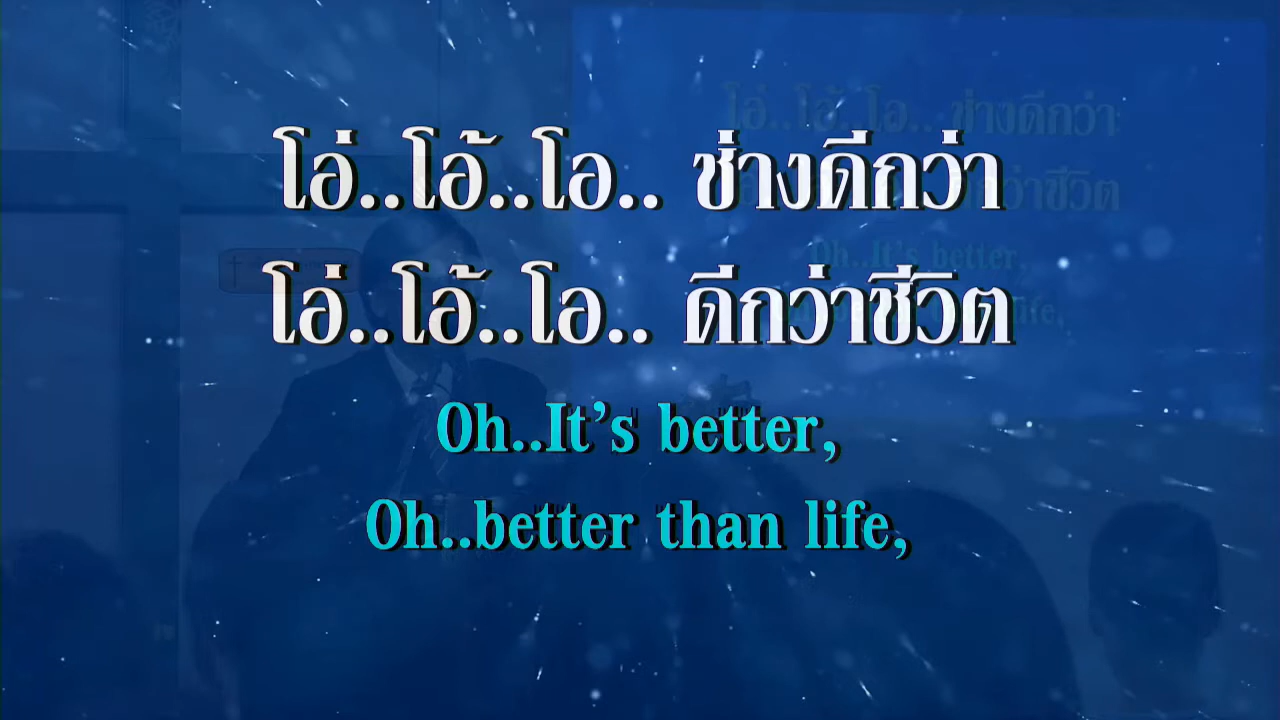 โอ่..โอ้..โอ.. ช่างดีกว่า
โอ่..โอ้..โอ.. ดีกว่าชีวิต
Oh..It’s better,
Oh..better than life,